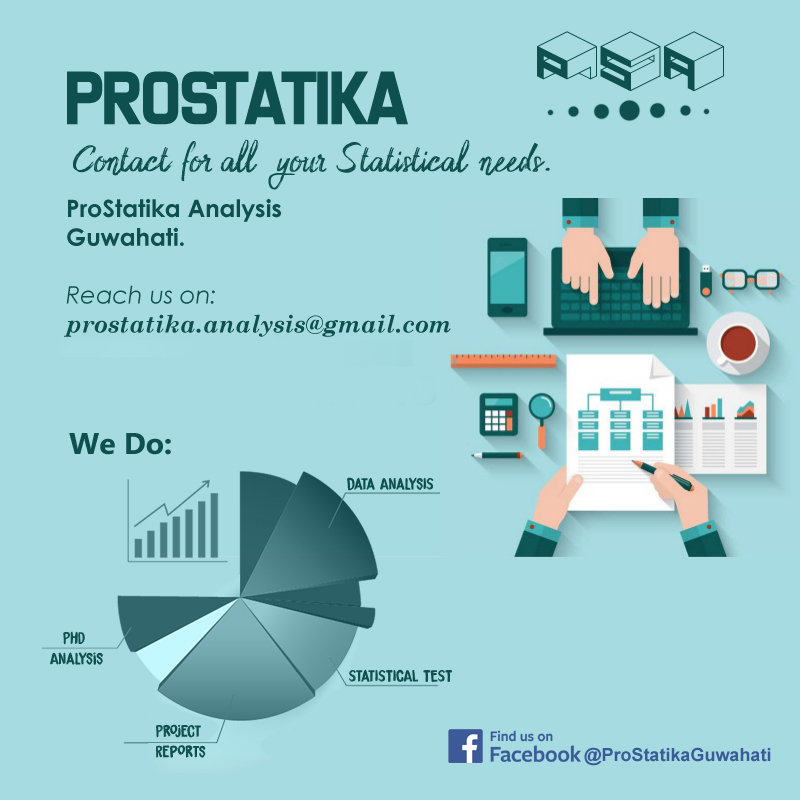 PROSTATIKA
Contact for all your Statistical needs.
ProStatika Analysis
Guwahati.
Reach us on:
prostatika.analysis@gmail.com
We Do:
DATA ANALYSIS
PHD
ANALYSIS
STATISTICAL TEST
PROJECT
REPORTS
Find us on
Facebook @ProStatikaGuwahati